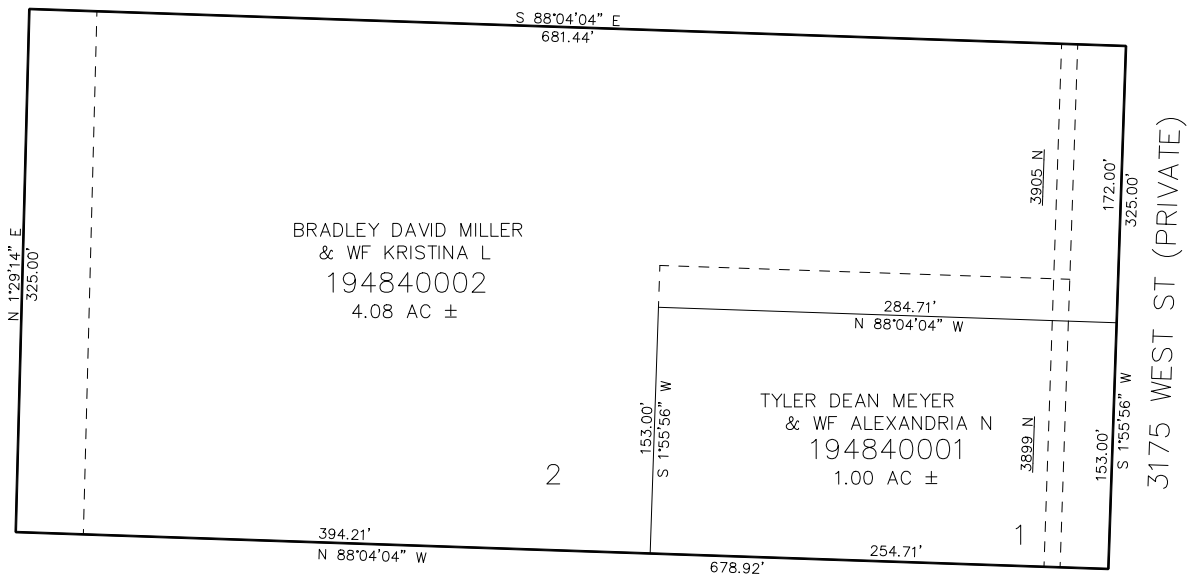 S 88°04'04" E
681.44'
N 1°29'14" E
325.00'
BRADLEY DAVID MILLER
& WF KRISTINA L
194840002
4.08 AC ±
3905 N
172.00'
325.00'
3175 WEST ST (PRIVATE)
284.71'
N 88°04'04" W
153.00'
S 1°55'56" W
TYLER DEAN MEYER
& WF ALEXANDRIA N
194840001
1.00 AC ±
3899 N
153.00'
S 1°55'56" W
2
1
394.21'
N 88°04'04" W
254.71'
678.92'